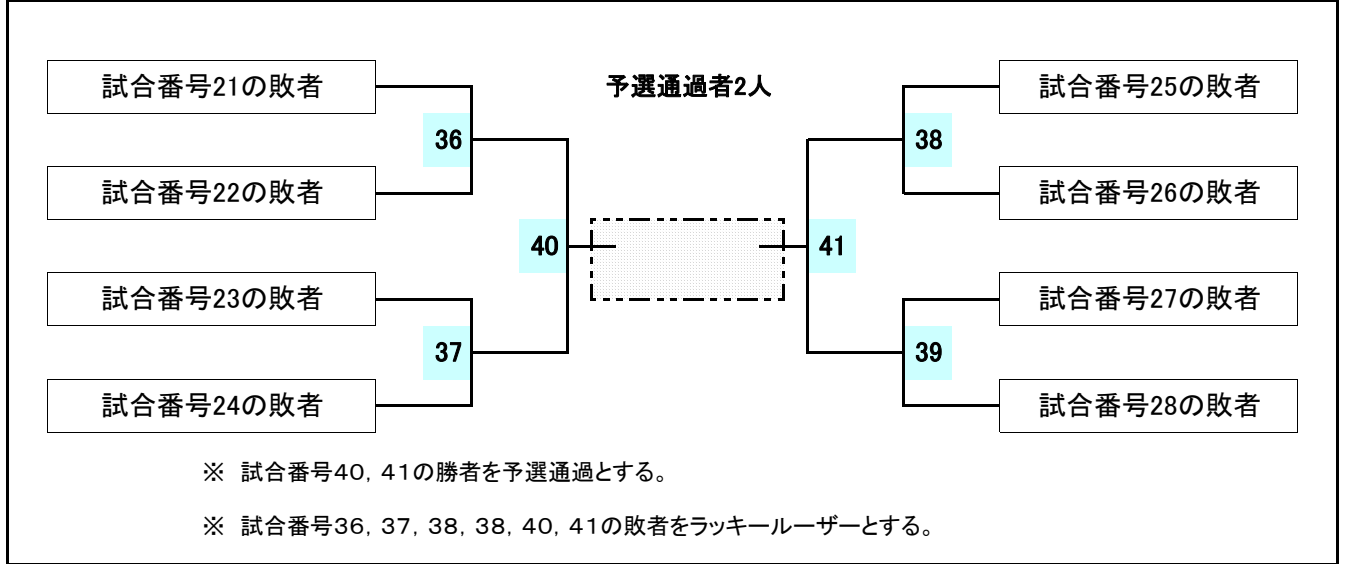 予選通過者2人
試合番号21の敗者
試合番号22の敗者
試合番号23の敗者
試合番号24の敗者
36
37
40
41
38
39
試合番号25の敗者
試合番号26の敗者
試合番号27の敗者
試合番号28の敗者
※ 試合番号40，41の勝者を予選通過とする。
※ 試合番号36，37，38，38，40，41の敗者をラッキールーザーとする。